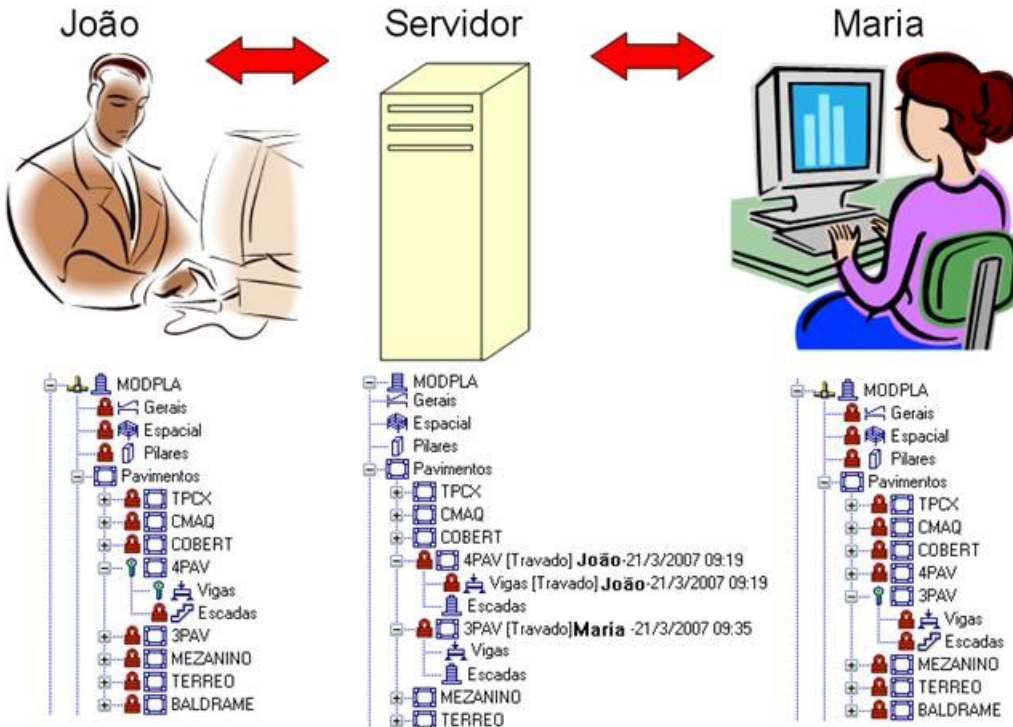 João
Servidor
Maria
MODPLA
Gerais
Espacial
Pilares
Pavimentos
TPCX
CMAQ
COBERT
4PAV
Vigas
Escadas
3PAV
MEZANINO
TERREO
BALDRAME
MODPLA
Gerais
Espacial
Pilares
Pavimentos
TPCX
CMAQ
COBERT
4PAV [Travado] João-21/3/2007 09:19
Vigas [Travado] João-21/3/2007 09:19
Escadas
3PAV [Travado]Maria -21/3/2007 09:35
Vigas
Escadas
MEZANINO
TERREO
MODPLA
Gerais
Espacial
Pilares
Pavimentos
TPCX
CMAQ
COBERT
4PAV
3PAV
Vigas
Escadas
MEZANINO
TERREO
BALDRAME